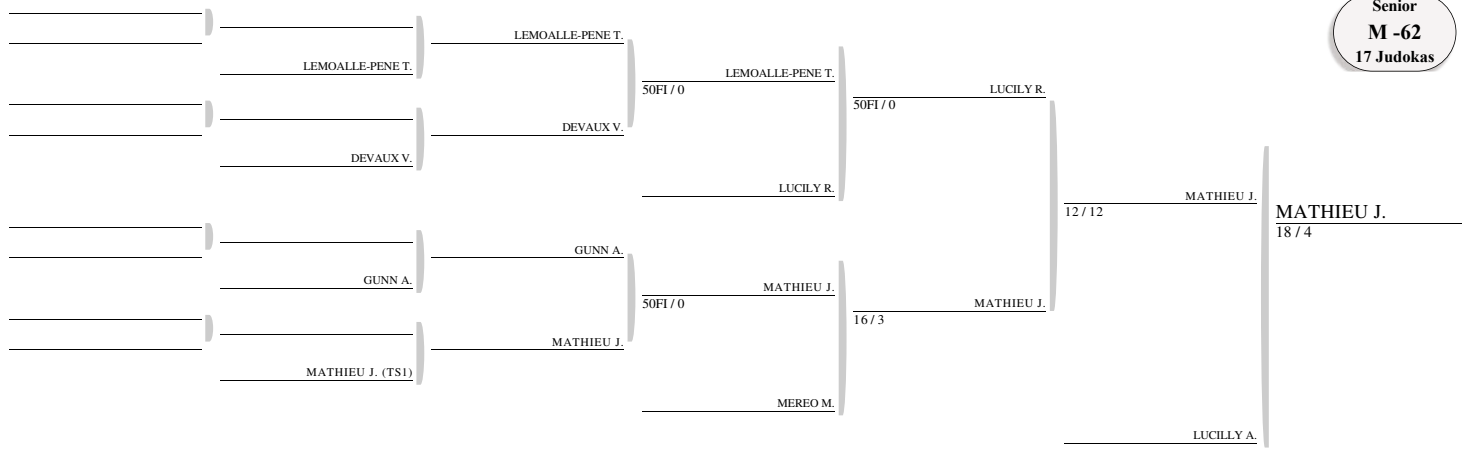 Senior
M -62
17 Judokas
LEMOALLE-PENE T.
LEMOALLE-PENE T.
LEMOALLE-PENE T.
50FI / 0
LUCILY R.
50FI / 0
DEVAUX V.
DEVAUX V.
LUCILY R.
MATHIEU J.
12 / 12
MATHIEU J.
18 / 4
GUNN A.
GUNN A.
MATHIEU J.
50FI / 0
MATHIEU J.
16 / 3
MATHIEU J.
MATHIEU J. (TS1)
MEREO M.
LUCILLY A.